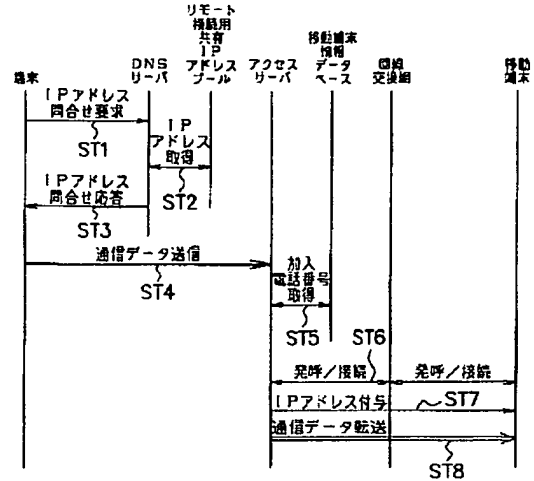 リモート
接続用
共有
IP
アドレス
プール
移動端末
情報
データ
ベース
端末
DNS
サーバ
アクセス
サーバ
回線
交換網
移動
端末
IPアドレス
問合せ要求
ST1
IP
アドレス
取得
ST2
IPアドレス
問合せ応答
ST3
通信データ送信
ST4
加入
電話番号
取得
ST5
ST6
発呼/接続
発呼/接続
IPアドレス付与
ST7
通信データ転送
ST8